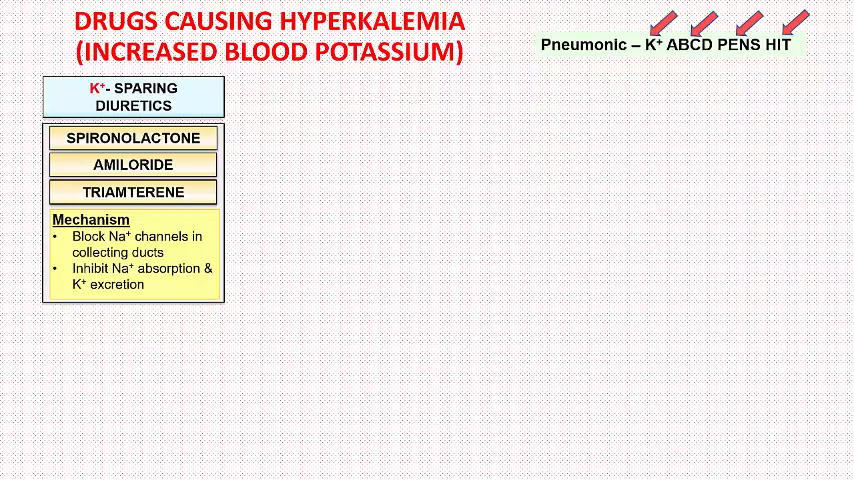 DRUGS CAUSING HYPERKALEMIA
(INCREASED BLOOD POTASSIUM)
Pneumonic – K⁺ ABCD PENS HIT
K⁺- SPARING
DIURETICS
SPIRONOLACTONE
AMILORIDE
TRIAMTERENE
Mechanism
• Block Na⁺ channels in
collecting ducts
• Inhibit Na⁺ absorption &
K⁺ excretion